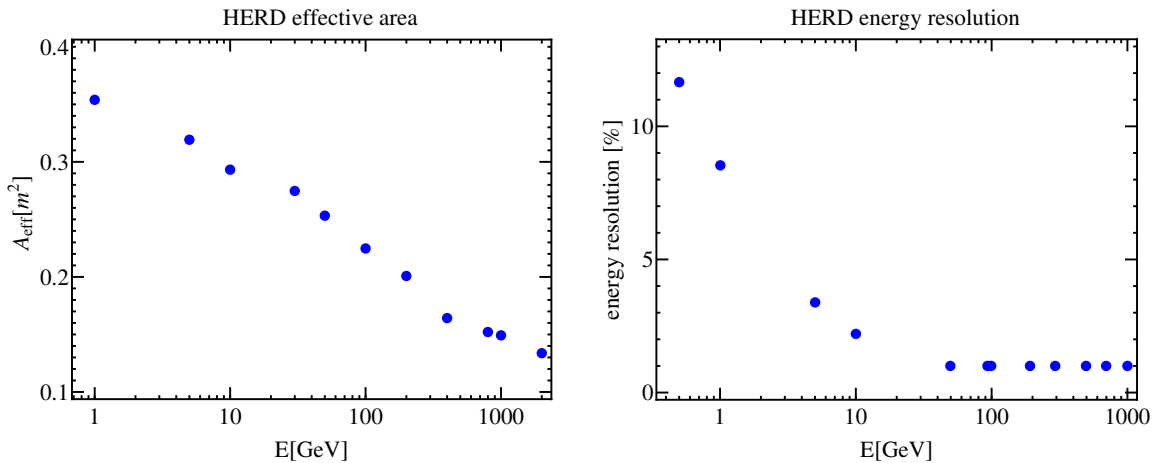 HERD effective area
0.4
0.3
0.2
0.1
A_eff[m²]
1 10 100 1000
E[GeV]
HERD energy resolution
10
5
0
energy resolution [%]
1 10 100 1000
E[GeV]